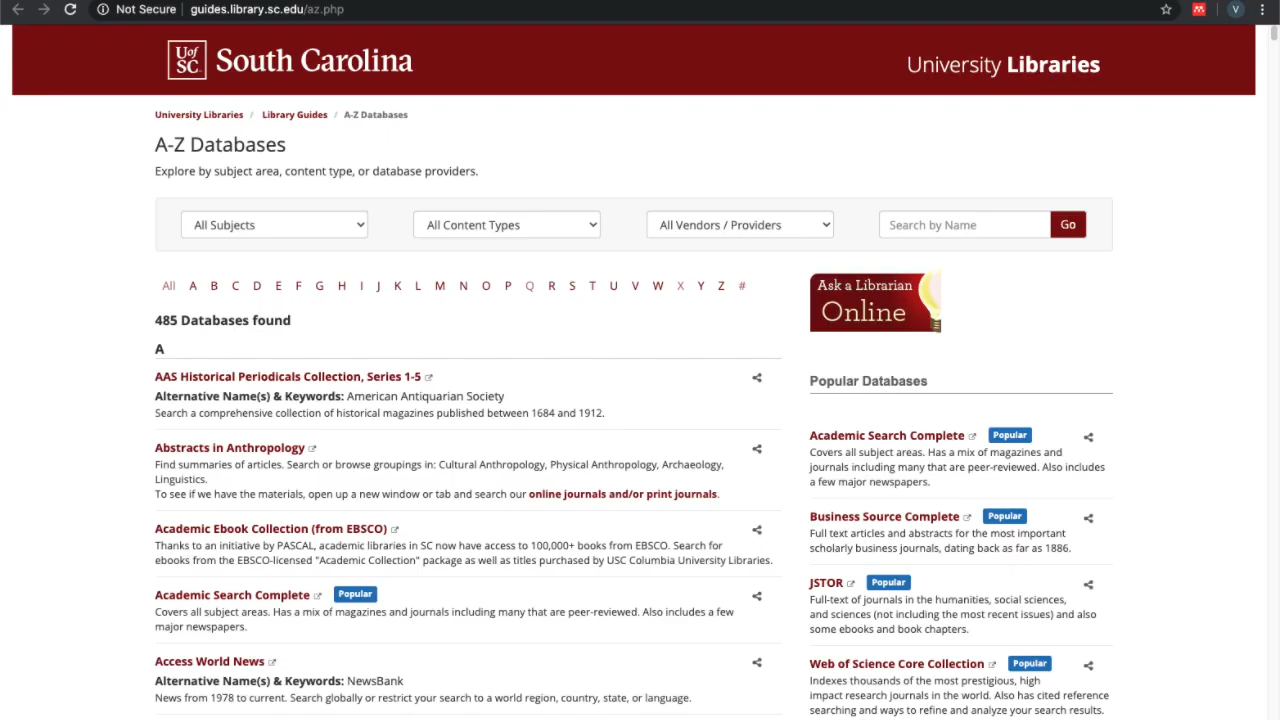 Not Secure | guides.library.sc.edu/az.php
V
U of SC South Carolina
University Libraries
University Libraries / Library Guides / A-Z Databases
A-Z Databases
Explore by subject area, content type, or database providers.
All Subjects
All Content Types
All Vendors / Providers
Search by Name
Go
All A B C D E F G H I J K L M N O P Q R S T U V W X Y Z #
485 Databases found
A
AAS Historical Periodicals Collection, Series 1-5
Alternative Name(s) & Keywords: American Antiquarian Society
Search a comprehensive collection of historical magazines published between 1684 and 1912.
Abstracts in Anthropology
Find summaries of articles. Search or browse groupings in: Cultural Anthropology, Physical Anthropology, Archaeology,
Linguistics.
To see if we have the materials, open up a new window or tab and search our online journals and/or print journals.
Academic Ebook Collection (from EBSCO)
Thanks to an initiative by PASCAL, academic libraries in SC now have access to 100,000+ books from EBSCO. Search for
ebooks from the EBSCO-licensed "Academic Collection" package as well as titles purchased by USC Columbia University Libraries.
Academic Search Complete Popular
Covers all subject areas. Has a mix of magazines and journals including many that are peer-reviewed. Also includes a few
major newspapers.
Access World News
Alternative Name(s) & Keywords: NewsBank
News from 1978 to current. Search globally or restrict your search to a world region, country, state, or language.
Ask a Librarian
Online
Popular Databases
Academic Search Complete Popular
Covers all subject areas. Has a mix of magazines and
journals including many that are peer-reviewed. Also includes
a few major newspapers.
Business Source Complete Popular
Full text articles and abstracts for the most important
scholarly business journals, dating back as far as 1886.
JSTOR Popular
Full-text of journals in the humanities, social sciences,
and sciences (not including the most recent issues) and also
some ebooks and book chapters.
Web of Science Core Collection Popular
Indexes thousands of the most prestigious, high
impact research journals in the world. Also has cited reference
searching and ways to refine and analyze your search results.